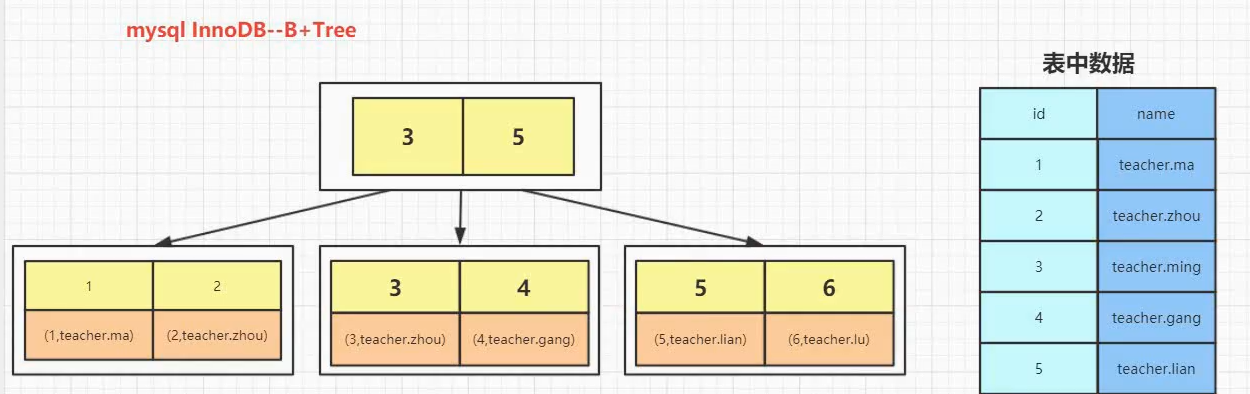 mysql InnoDB--B+Tree
3 5
1 2
(1,teacher.ma) (2,teacher.zhou)
3 4
(3,teacher.zhou) (4,teacher.gang)
5 6
(5,teacher.lian) (6,teacher.lu)
表中数据
id name
1 teacher.ma
2 teacher.zhou
3 teacher.ming
4 teacher.gang
5 teacher.lian